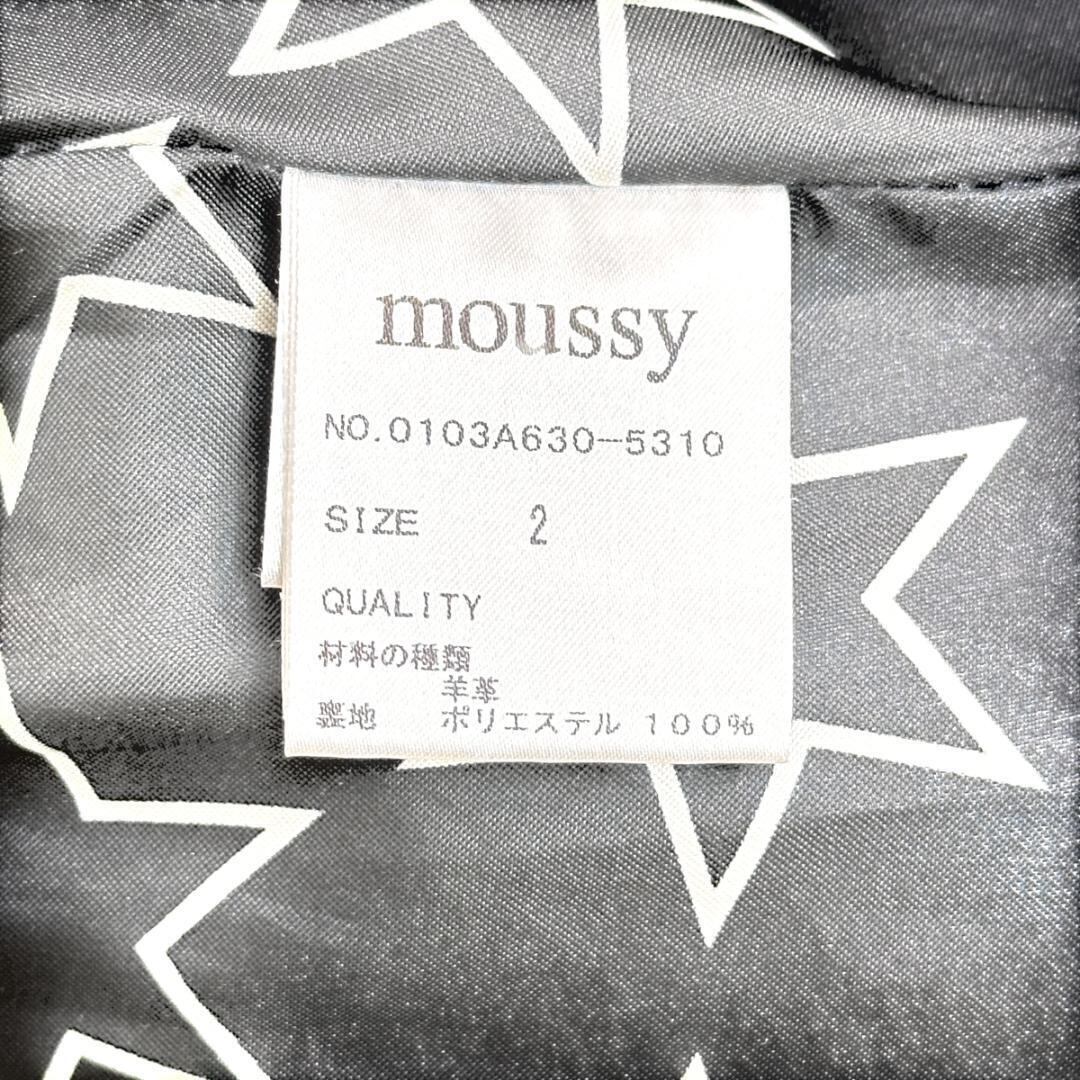 moussy
NO.0103A630-5310
SIZE 2
QUALITY
材料の種類
羊革
裏地 ポリエステル 100%